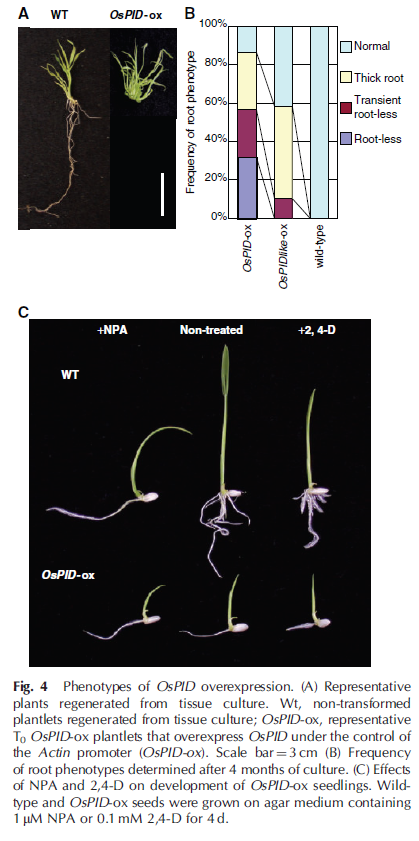 A
WT
OsPID-ox
B
100%
80%
60%
40%
20%
0%
Frequency of root phenotype
Normal
Thick root
Transient
root-less
Root-less
OsPID-ox
OsPIDlike-ox
wild-type
C
+NPA
Non-treated
+2, 4-D
WT
OsPID-ox
Fig. 4 Phenotypes of OsPID overexpression. (A) Representative
plants regenerated from tissue culture. Wt, non-transformed
plantlets regenerated from tissue culture; OsPID-ox, representative
T₀ OsPID-ox plantlets that overexpress OsPID under the control of
the Actin promoter (OsPID-ox). Scale bar = 3 cm (B) Frequency
of root phenotypes determined after 4 months of culture. (C) Effects
of NPA and 2,4-D on development of OsPID-ox seedlings. Wild-
type and OsPID-ox seeds were grown on agar medium containing
1 μM NPA or 0.1 mM 2,4-D for 4 d.